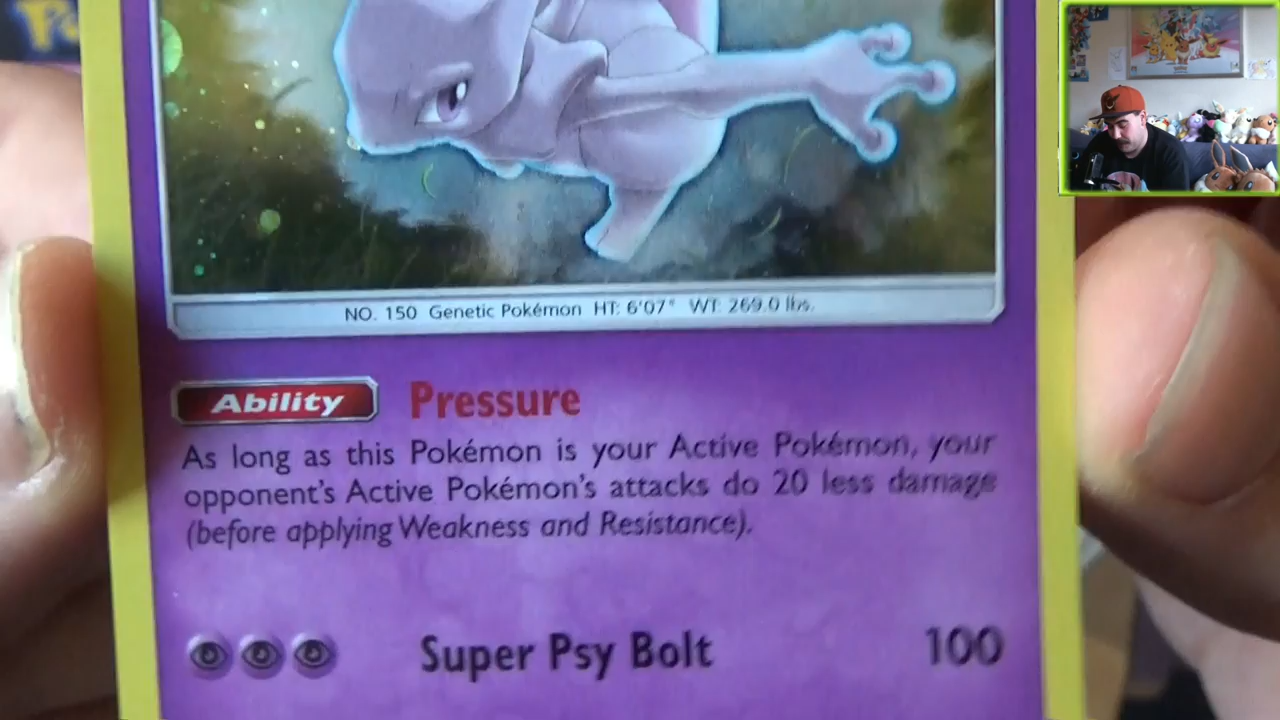 NO. 150 Genetic Pokémon HT: 6'07" WT: 269.0 lbs.
Ability Pressure
As long as this Pokémon is your Active Pokémon, your
opponent's Active Pokémon's attacks do 20 less damage
(before applying Weakness and Resistance).
Super Psy Bolt 100